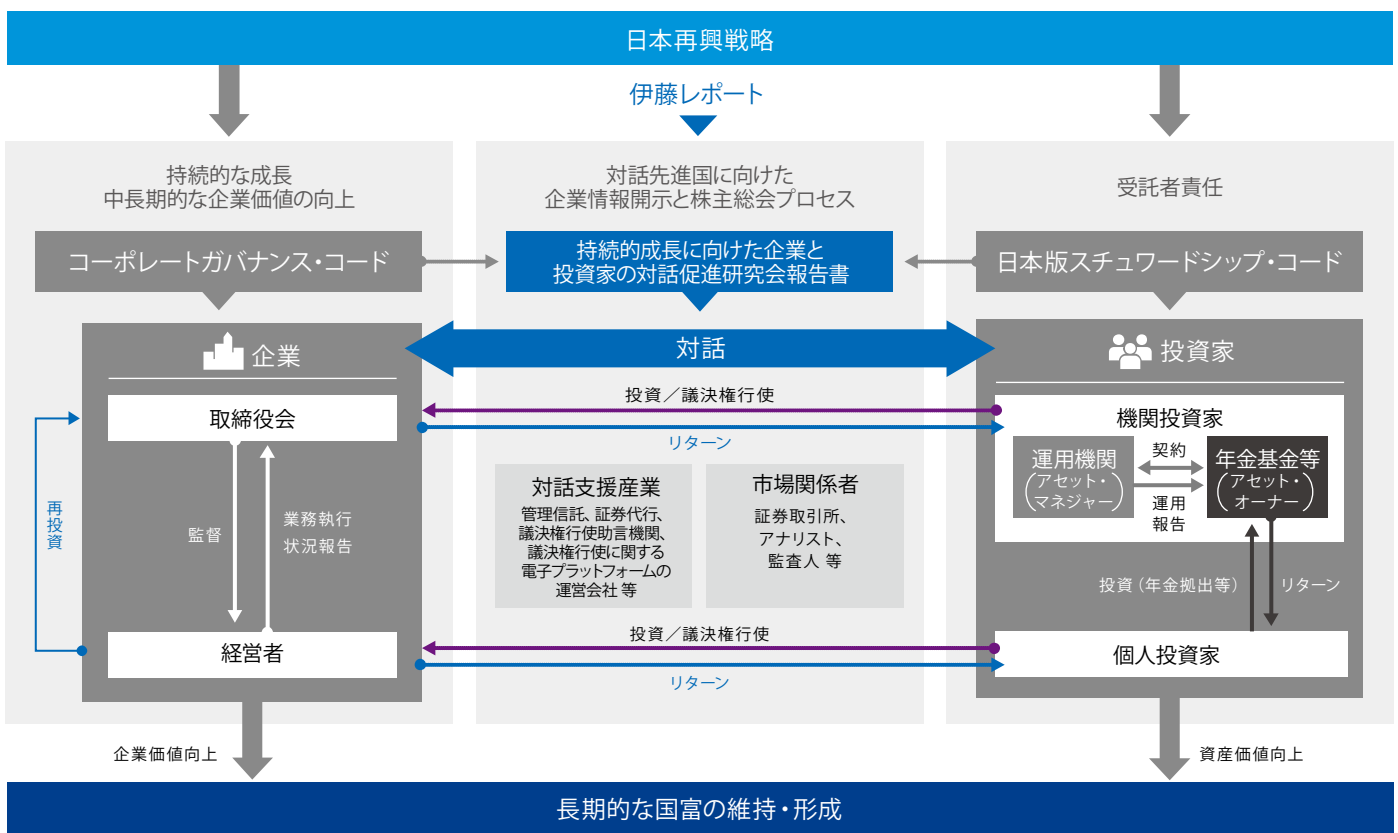 日本再興戦略
伊藤レポート
持続的な成長
中長期的な企業価値の向上
対話先進国に向けた
企業情報開示と株主総会プロセス
受託者責任
コーポレートガバナンス・コード
持続的成長に向けた企業と
投資家の対話促進研究会報告書
日本版スチュワードシップ・コード
企業
対話
投資家
取締役会
監督
業務執行
状況報告
経営者
再投資
投資／議決権行使
リターン
対話支援産業
管理信託、証券代行、
議決権行使助言機関、
議決権行使に関する
電子プラットフォームの
運営会社 等
市場関係者
証券取引所、
アナリスト、
監査人 等
投資／議決権行使
リターン
機関投資家
運用機関
（アセット・
マネジャー）
契約
運用
報告
年金基金等
（アセット・
オーナー）
投資（年金拠出等）
リターン
個人投資家
企業価値向上
資産価値向上
長期的な国富の維持・形成